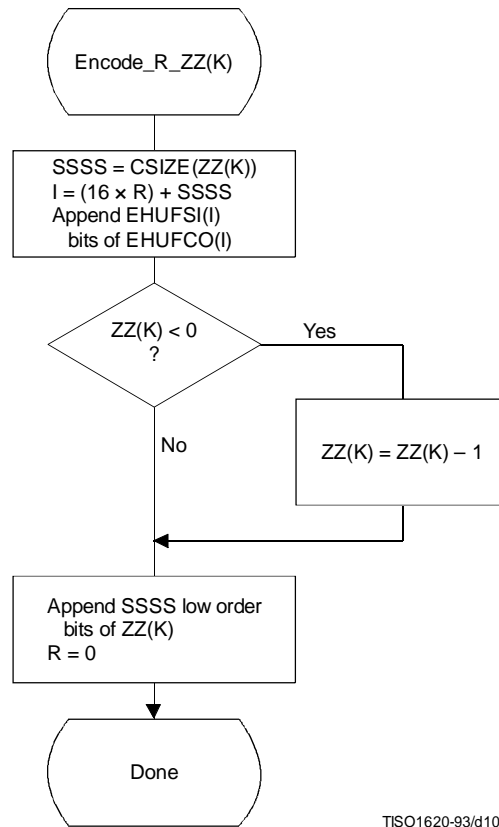 Encode_R_ZZ(K)
SSSS = CSIZE(ZZ(K))
I = (16 × R) + SSSS
Append EHUFSI(I)
bits of EHUFCO(I)
ZZ(K) < 0
?
Yes
No
ZZ(K) = ZZ(K) – 1
Append SSSS low order
bits of ZZ(K)
R = 0
Done
TISO1620-93/d10